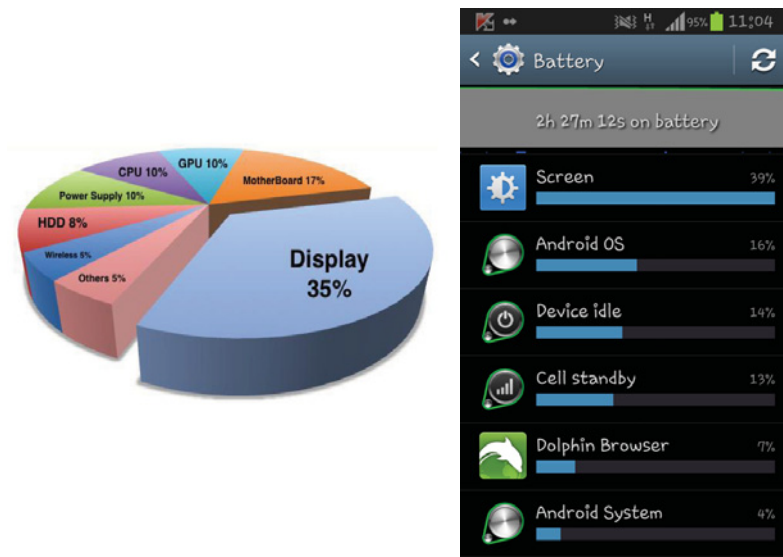 GPU 10%
CPU 10%
MotherBoard 17%
Power Supply 10%
HDD 8%
Wireless 5%
Others 5%
Display
35%
95% 11:04
Battery
2h 27m 12s on battery
Screen 39%
Android OS 16%
Device idle 14%
Cell standby 13%
Dolphin Browser 7%
Android System 4%